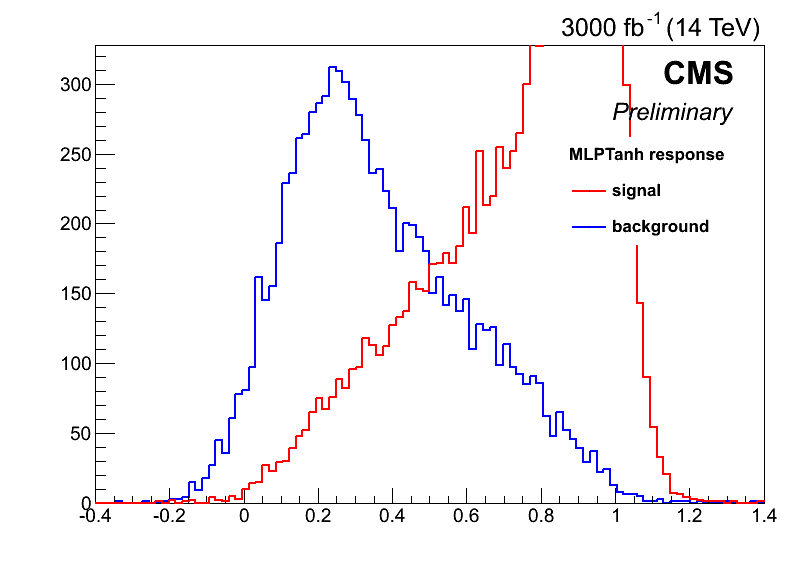 3000 fb-1 (14 TeV)
CMS
Preliminary
MLPTanh response
signal
background
300
250
200
150
100
50
0
-0.4 -0.2 0 0.2 0.4 0.6 0.8 1 1.2 1.4